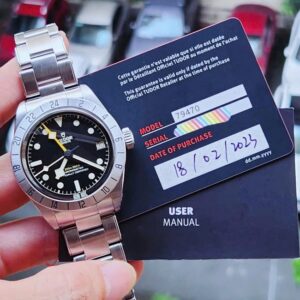 Cette garantie n'est valide que si elle est datée
par le Détaillant Officiel TUDOR au moment de l'achat
This guarantee is valid only if dated by the
Official TUDOR Retailer at the time of purchase
MODEL 79470
SERIAL
DATE OF PURCHASE
18/02/2023
dd.mm.yyyy
USER
MANUAL